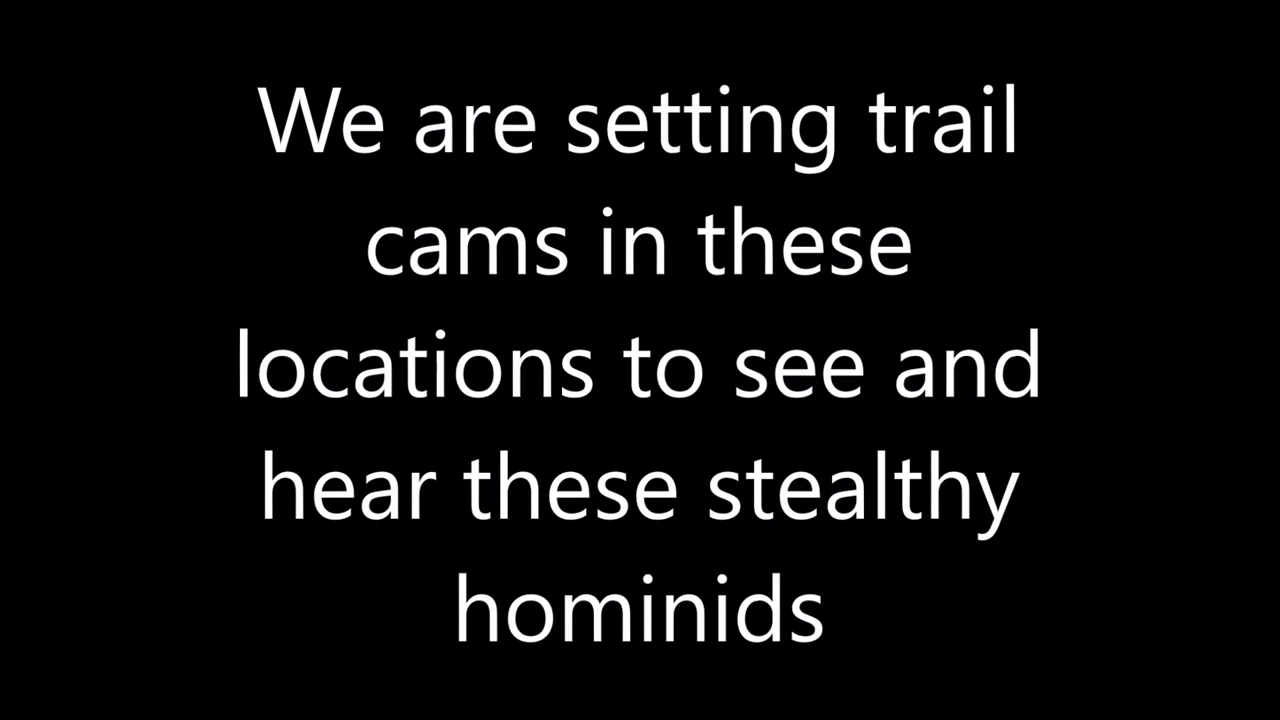 We are setting trail
cams in these
locations to see and
hear these stealthy
hominids